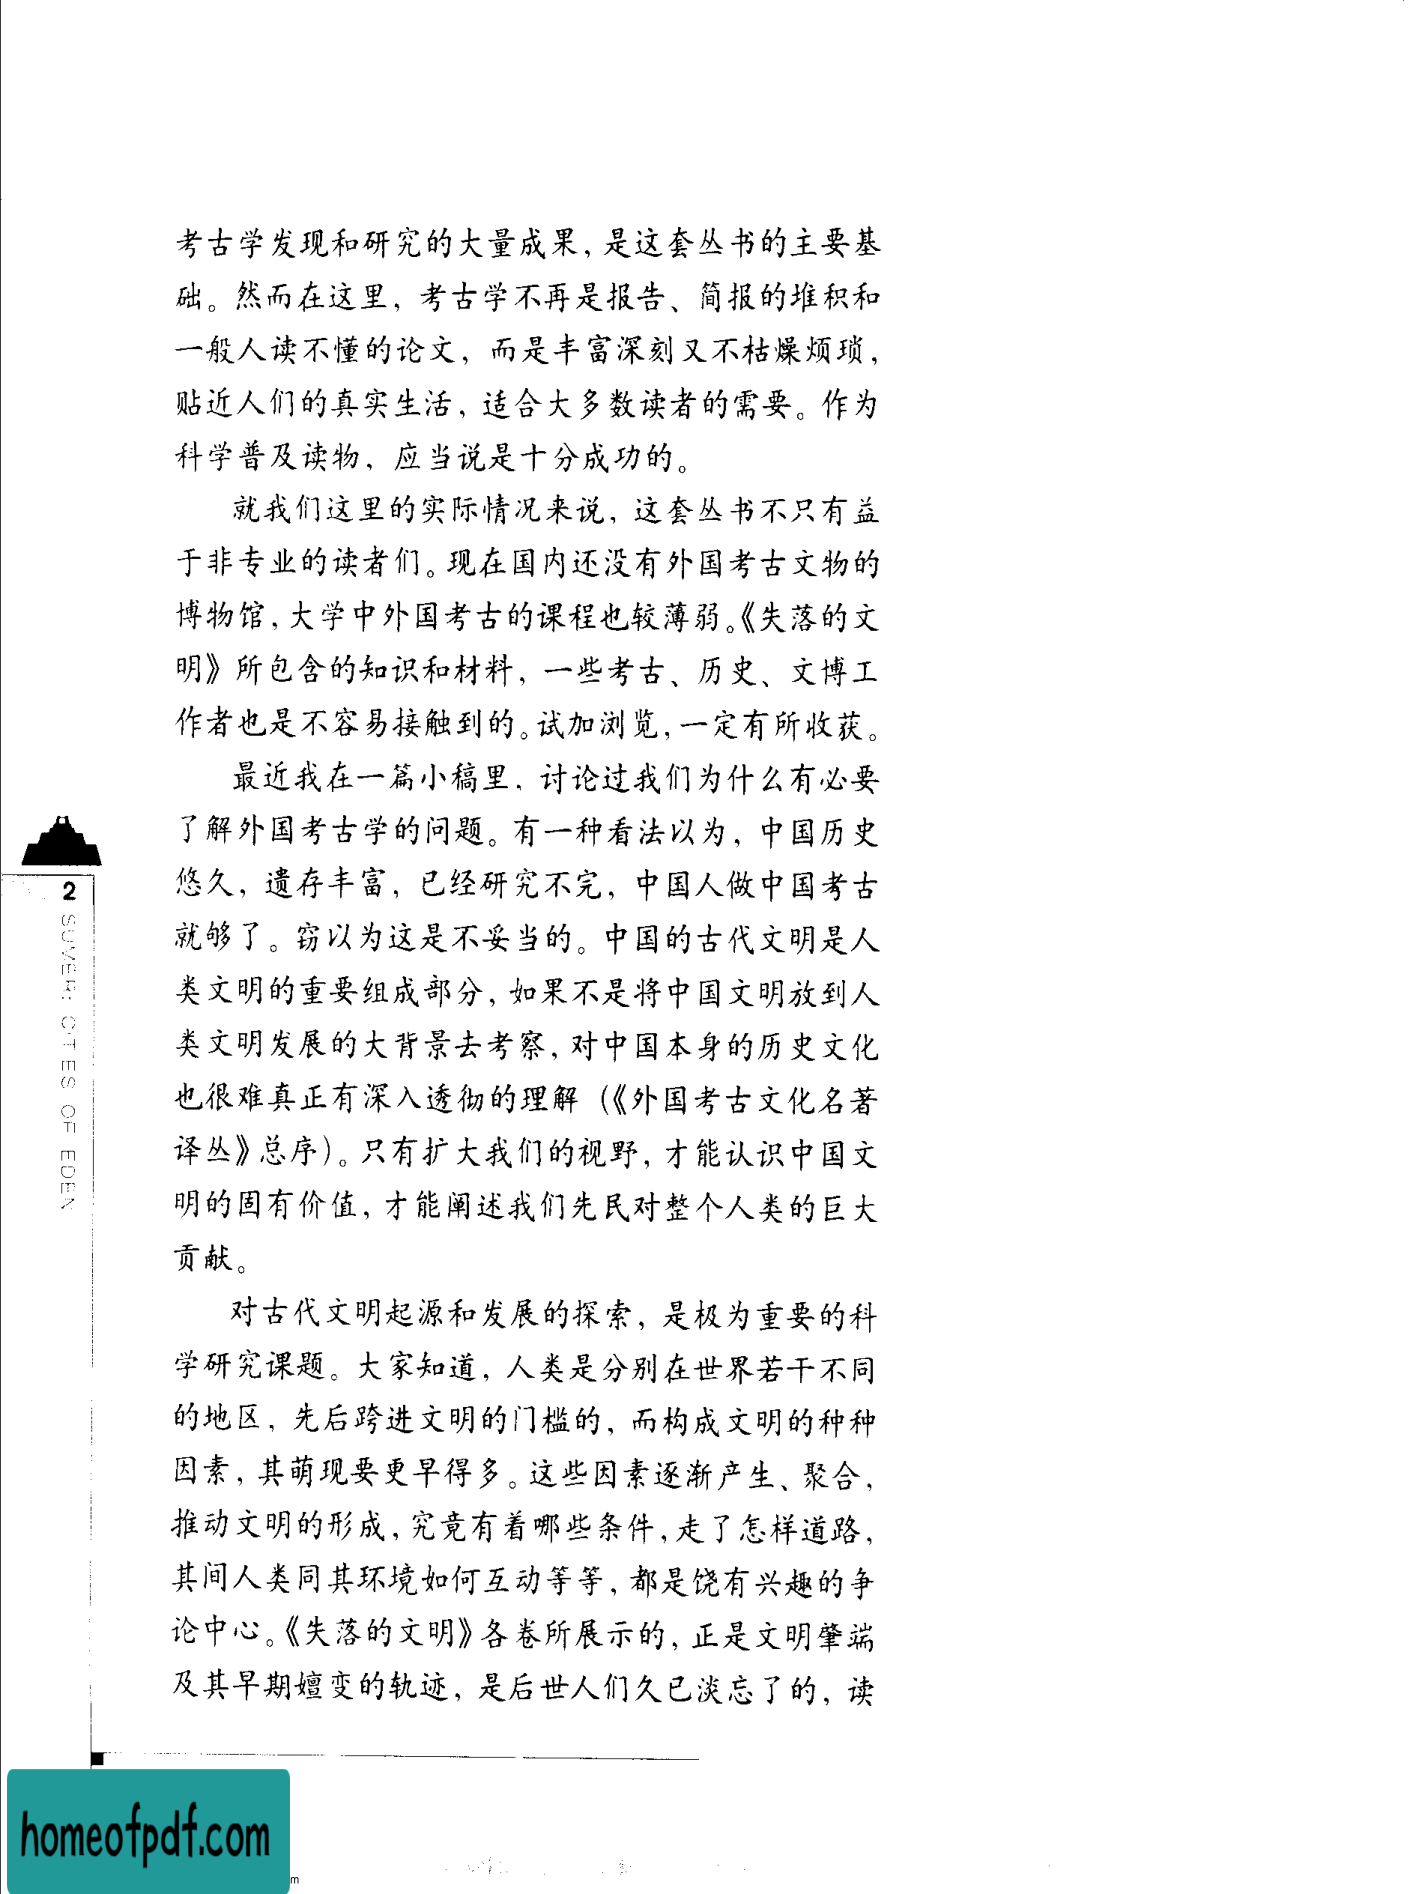 考古学发现和研究的大量成果，是这套丛书的主要基
础。然而在这里，考古学不再是报告、简报的堆积和
一般人读不懂的论文，而是丰富深刻又不枯燥烦琐，
贴近人们的真实生活，适合大多数读者的需要。作为
科学普及读物，应当说是十分成功的。
就我们这里的实际情况来说，这套丛书不只有益
于非专业的读者们。现在国内还没有外国考古文物的
博物馆，大学中外国考古的课程也较薄弱。《失落的文
明》所包含的知识和材料，一些考古、历史、文博工
作者也是不容易接触到的。试加浏览，一定有所收获。
最近我在一篇小稿里，讨论过我们为什么有必要
了解外国考古学的问题。有一种看法以为，中国历史
悠久，遗存丰富，已经研究不完，中国人做中国考古
就够了。窃以为这是不妥当的。中国的古代文明是人
类文明的重要组成部分，如果不是将中国文明放到人
类文明发展的大背景去考察，对中国本身的历史文化
也很难真正有深入透彻的理解（《外国考古文化名著
译丛》总序）。只有扩大我们的视野，才能认识中国文
明的固有价值，才能阐述我们先民对整个人类的巨大
贡献。
对古代文明起源和发展的探索，是极为重要的科
学研究课题。大家知道，人类是分别在世界若干不同
的地区，先后跨进文明的门槛的，而构成文明的种种
因素，其萌现要更早得多。这些因素逐渐产生、聚合，
推动文明的形成，究竟有着哪些条件，走了怎样道路，
其间人类同其环境如何互动等等，都是饶有兴趣的争
论中心。《失落的文明》各卷所展示的，正是文明肇端
及其早期嬗变的轨迹，是后世人们久已淡忘了的，读
2
SUMER: CITIES OF EDEN
homeofpdf.com
m